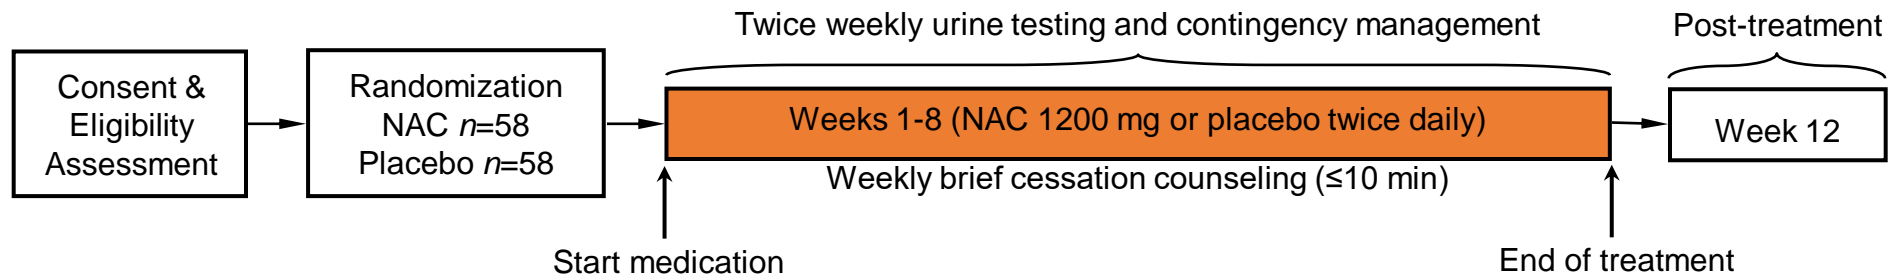 Twice weekly urine testing and contingency management
Post-treatment
Consent &
Eligibility
Assessment
Randomization
NAC n=58
Placebo n=58
Weeks 1-8 (NAC 1200 mg or placebo twice daily)
Week 12
Weekly brief cessation counseling (≤10 min)
Start medication
End of treatment